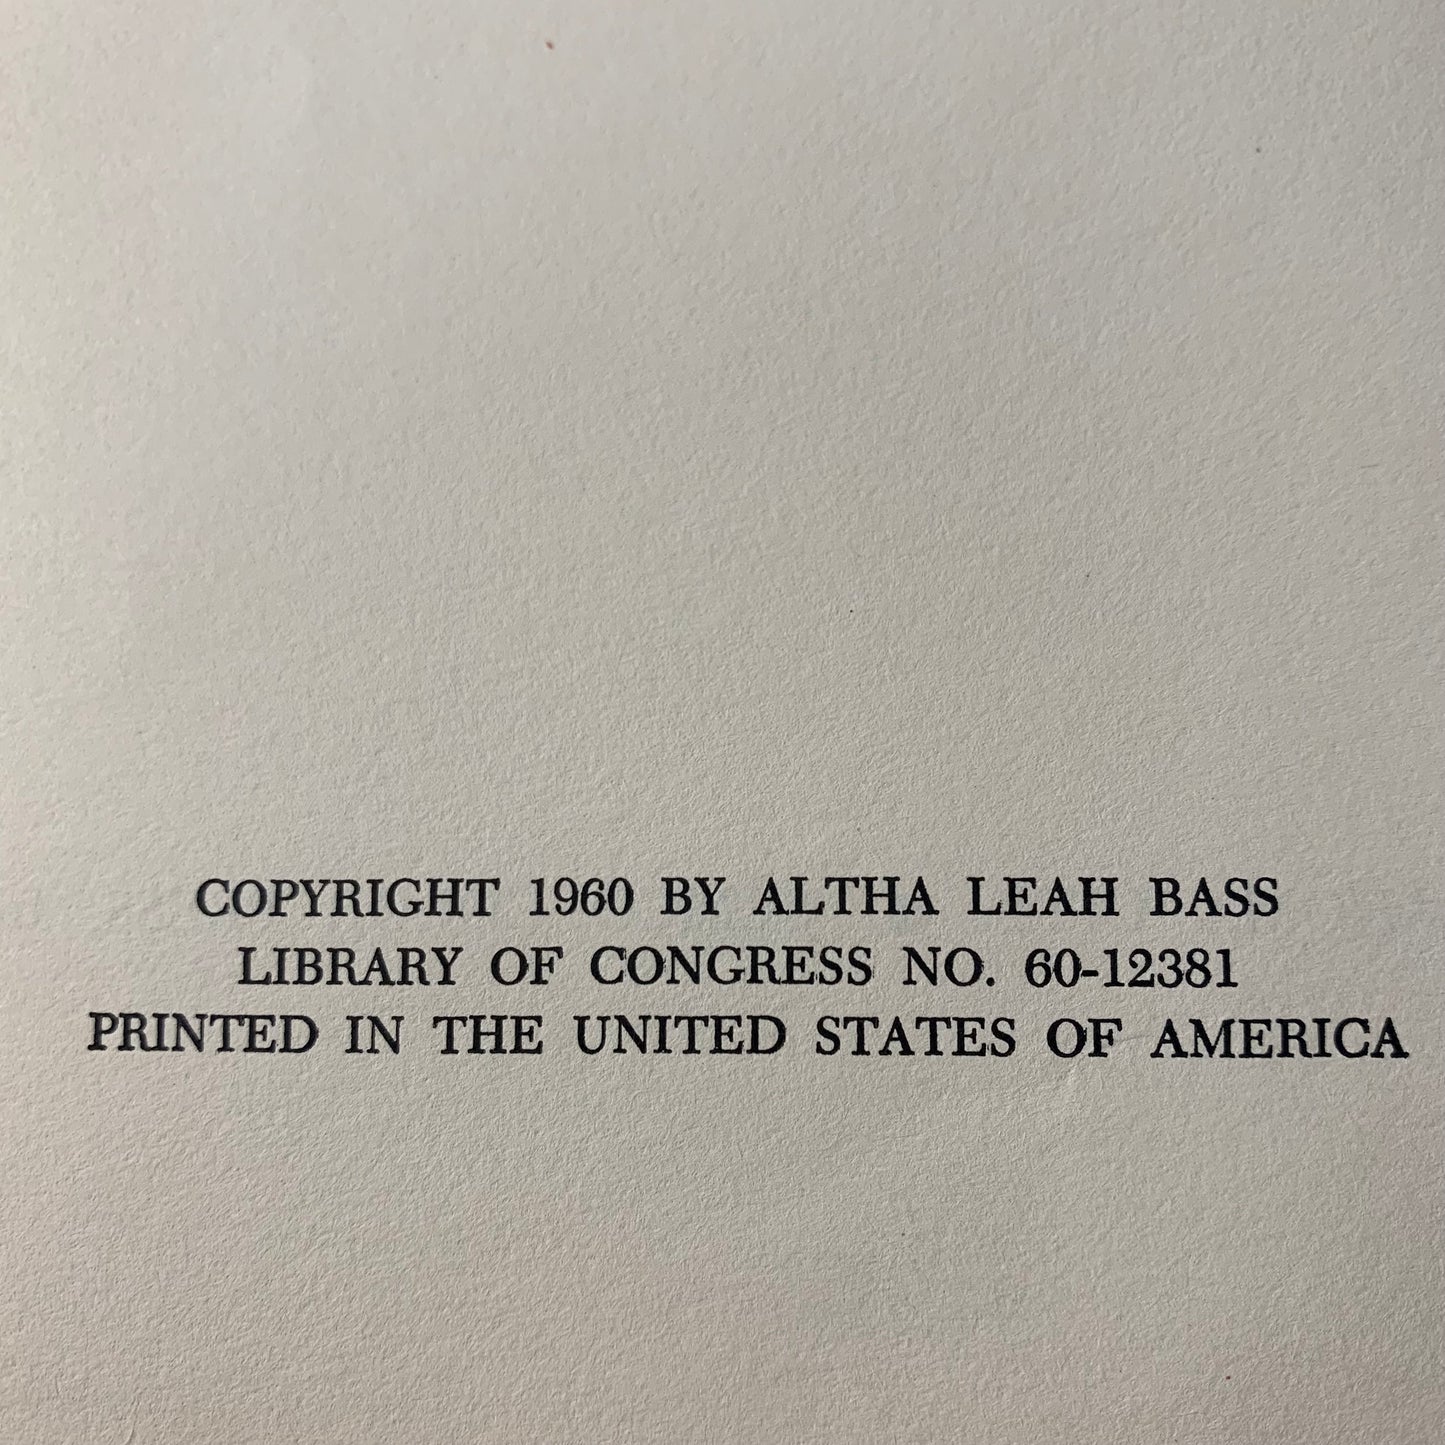 COPYRIGHT 1960 BY ALTHA LEAH BASS
LIBRARY OF CONGRESS NO. 60-12381
PRINTED IN THE UNITED STATES OF AMERICA